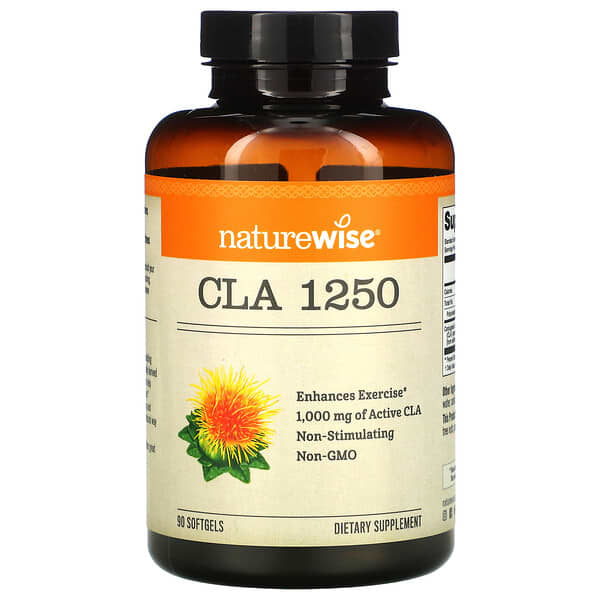 naturewise®
CLA 1250
Enhances Exercise*
1,000 mg of Active CLA
Non-Stimulating
Non-GMO
90 SOFTGELS
DIETARY SUPPLEMENT